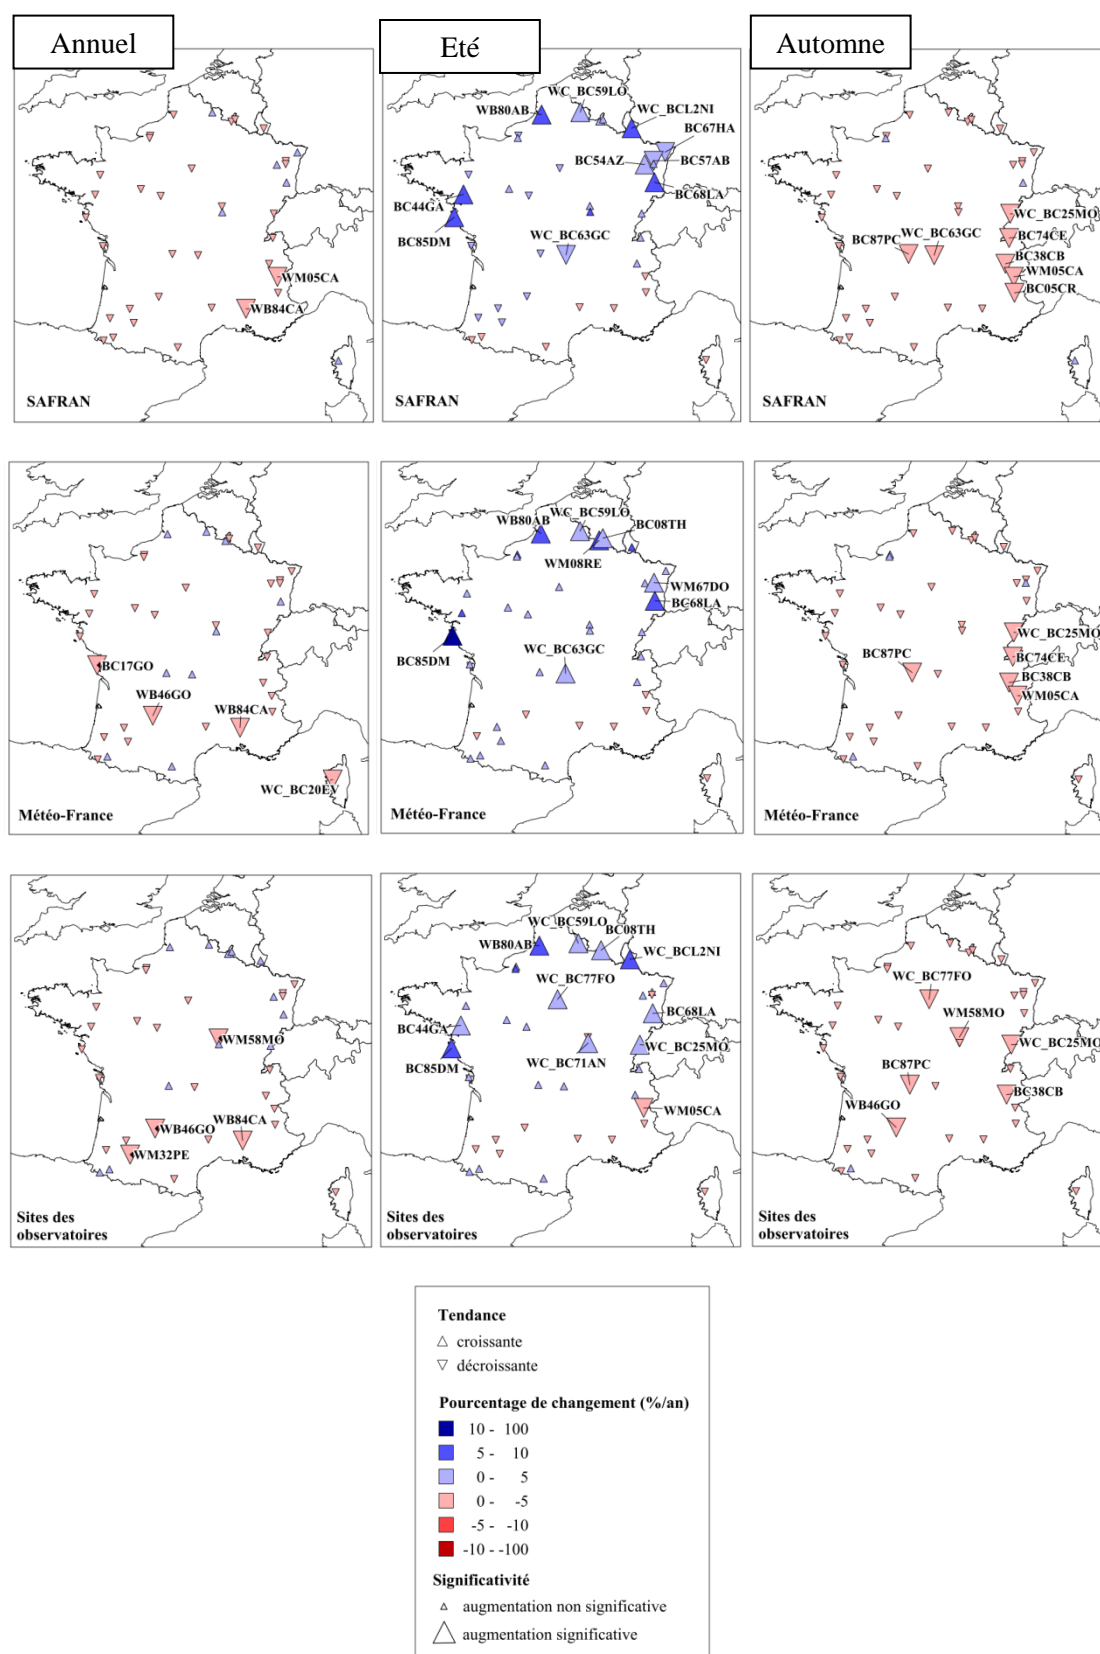 Annuel
Eté
Automne
WM05CA
WB84CA
SAFRAN
WC_BC59LO
WB80AB
WC_BCL2NI
BC67HA
BC54AZ
BC57AB
BC68LA
BC44GA
BC85DM
WC_BC63GC
SAFRAN
WC_BC25MO
BC87PC
WC_BC63GC
BC74CE
BC38CB
WM05CA
BC05CR
SAFRAN
BC17GO
WB46GO
WB84CA
WC_BC20EV
Météo-France
WC_BC59LO
WB80AB
BC08TH
WM08RE
WM67DO
BC68LA
BC85DM
WC_BC63GC
Météo-France
WC_BC25MO
BC87PC
BC74CE
BC38CB
WM05CA
Météo-France
WM58MO
WB46GO
WB84CA
WM32PE
Sites des
observatoires
WC_BC59LO
BC08TH
WB80AB
WC_BCL2NI
WC_BC77FO
BC68LA
BC44GA
WC_BC25MO
BC85DM
WC_BC71AN
WM05CA
Sites des
observatoires
WC_BC77FO
WM58MO
WC_BC25MO
BC87PC
BC38CB
WB46GO
Sites des
observatoires
Tendance
croissante
décroissante
Pourcentage de changement (%/an)
10 - 100
5 - 10
0 - 5
0 - -5
-5 - -10
-10 - -100
Significativité
augmentation non significative
augmentation significative